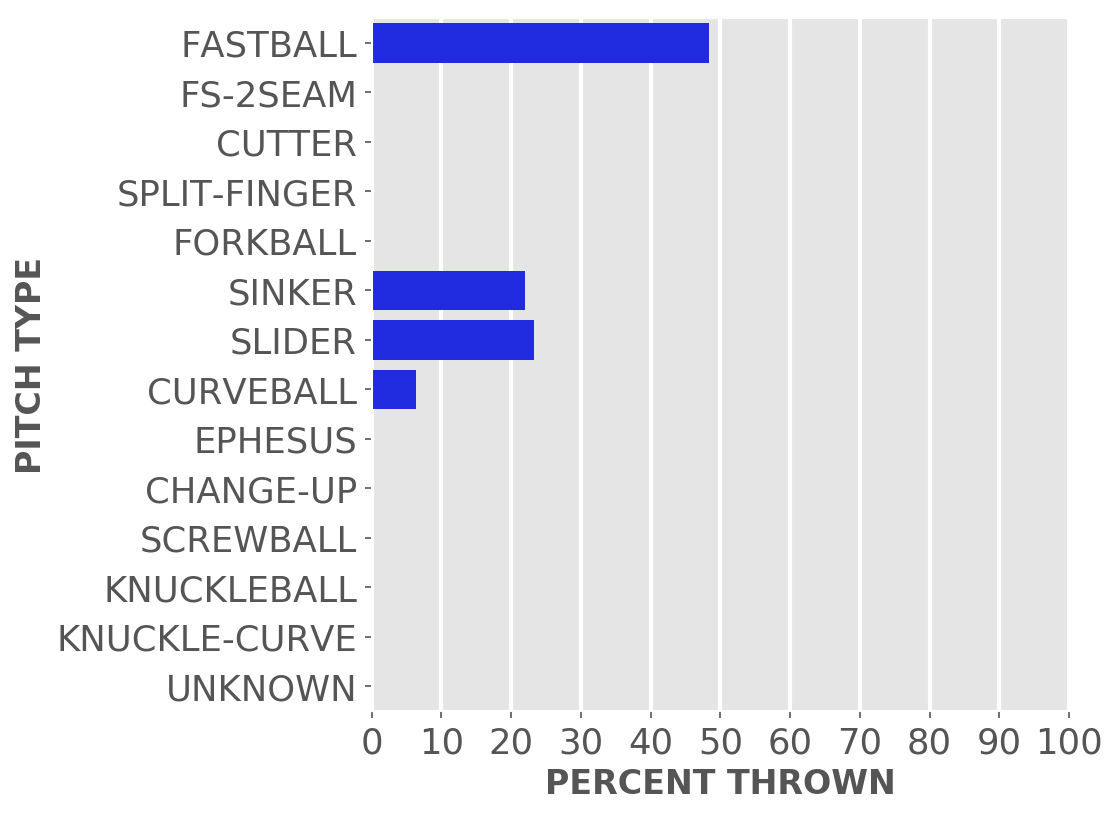 PITCH TYPE
FASTBALL
FS-2SEAM
CUTTER
SPLIT-FINGER
FORKBALL
SINKER
SLIDER
CURVEBALL
EPHESUS
CHANGE-UP
SCREWBALL
KNUCKLEBALL
KNUCKLE-CURVE
UNKNOWN
0 10 20 30 40 50 60 70 80 90 100
PERCENT THROWN